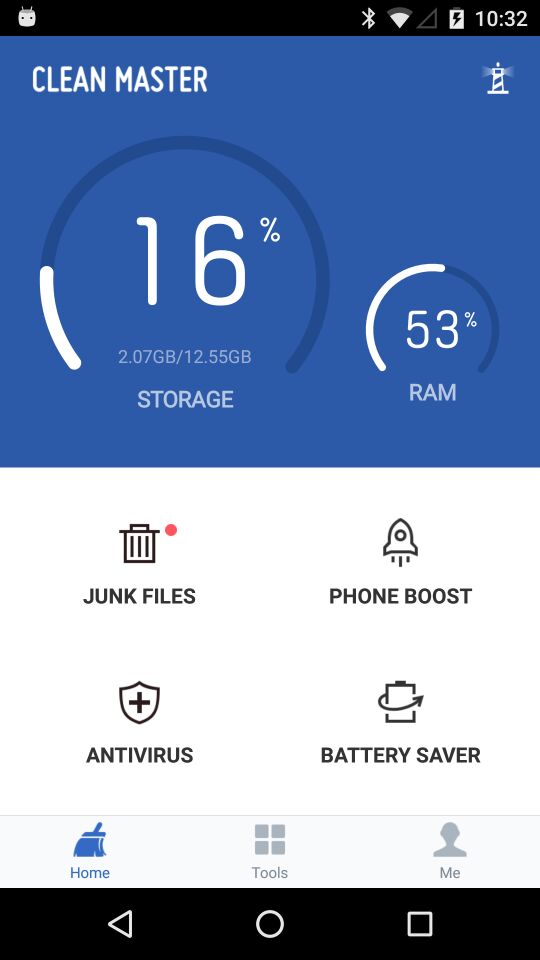 10:32
CLEAN MASTER
16%
2.07GB/12.55GB
STORAGE
53%
RAM
JUNK FILES
PHONE BOOST
ANTIVIRUS
BATTERY SAVER
Home
Tools
Me